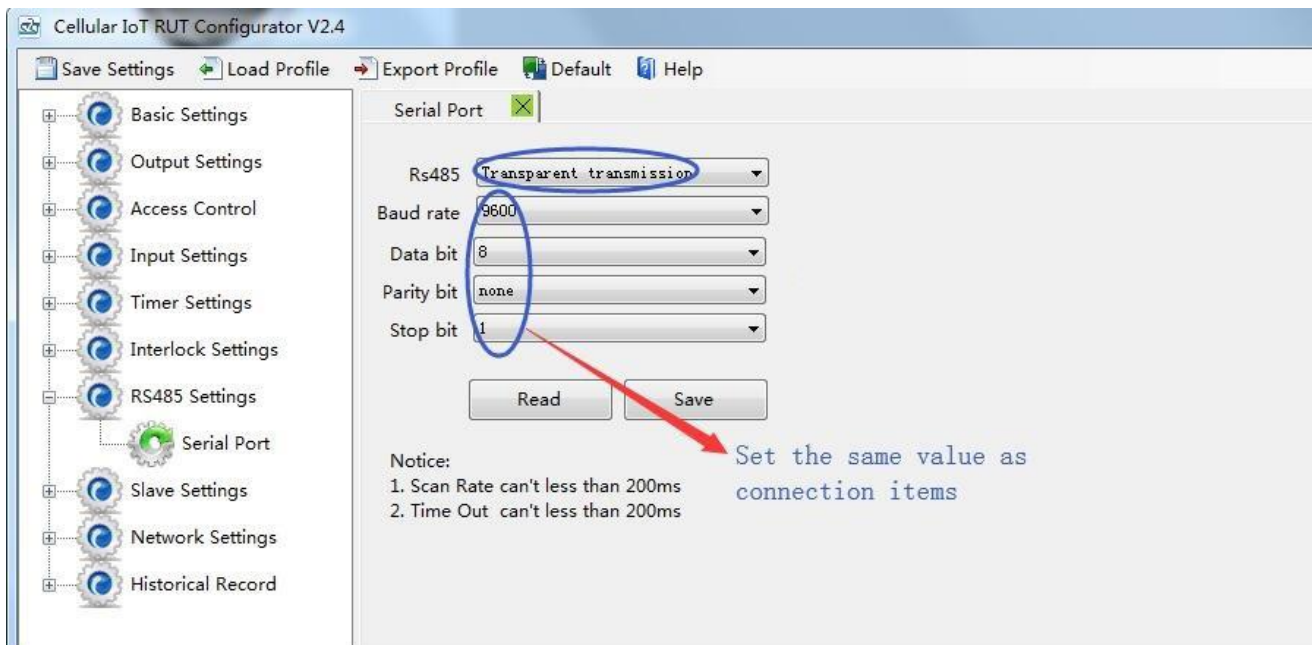 Cellular IoT RUT Configurator V2.4
Save Settings Load Profile Export Profile Default Help
Basic Settings
Output Settings
Access Control
Input Settings
Timer Settings
Interlock Settings
RS485 Settings
Serial Port
Slave Settings
Network Settings
Historical Record
Serial Port
Rs485 Transparent transmission
Baud rate 9600
Data bit 8
Parity bit none
Stop bit 1
Read Save
Notice:
1. Scan Rate can't less than 200ms
2. Time Out can't less than 200ms
Set the same value as
connection items